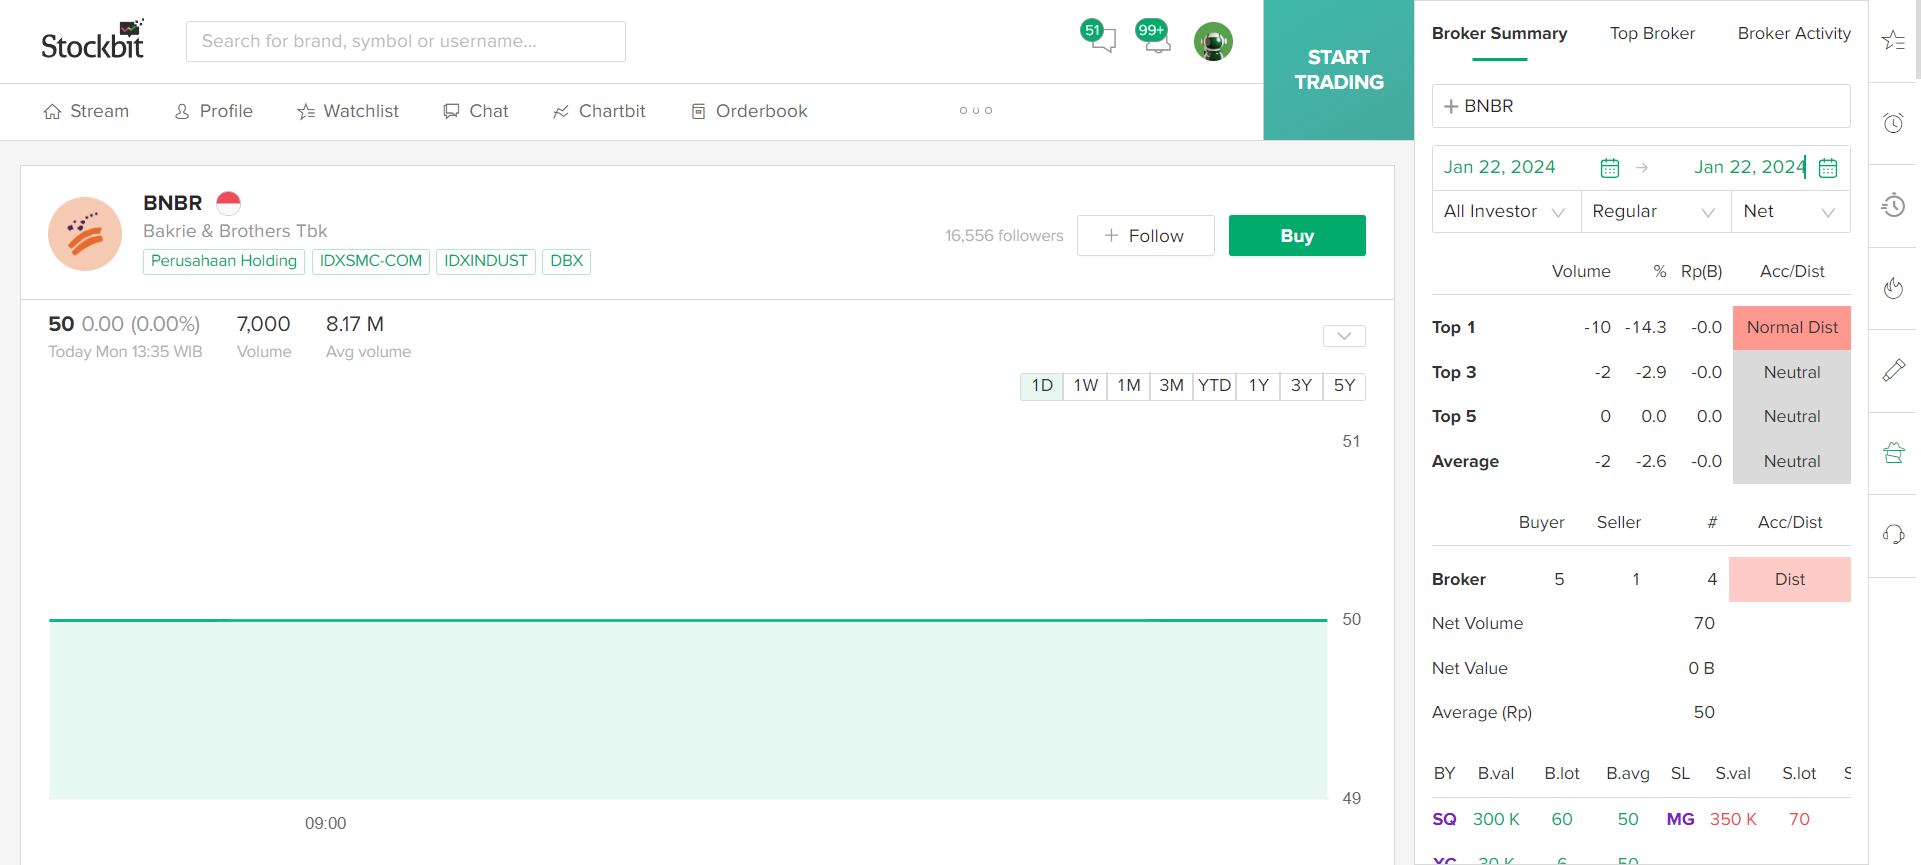 Stockbit
Search for brand, symbol or username...
51
99+
START
TRADING
Stream
Profile
Watchlist
Chat
Chartbit
Orderbook
BNBR
Bakrie & Brothers Tbk
Perusahaan Holding
IDXSMC-COM
IDXINDUST
DBX
16,556 followers
+ Follow
Buy
50 0.00 (0.00%)
Today Mon 13:35 WIB
7,000
Volume
8.17 M
Avg volume
1D 1W 1M 3M YTD 1Y 3Y 5Y
51
50
49
09:00
Broker Summary
Top Broker
Broker Activity
+ BNBR
Jan 22, 2024 → Jan 22, 2024
All Investor
Regular
Net
Volume % Rp(B) Acc/Dist
Top 1 -10 -14.3 -0.0 Normal Dist
Top 3 -2 -2.9 -0.0 Neutral
Top 5 0 0.0 0.0 Neutral
Average -2 -2.6 -0.0 Neutral
Buyer Seller # Acc/Dist
Broker 5 1 4 Dist
Net Volume 70
Net Value 0 B
Average (Rp) 50
BY B.val B.lot B.avg SL S.val S.lot
SQ 300 K 60 50 MG 350 K 70